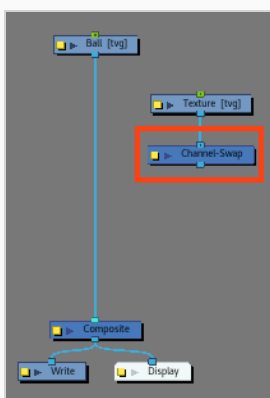 Ball [tvg]
Texture [tvg]
Channel-Swap
Composite
Write
Display